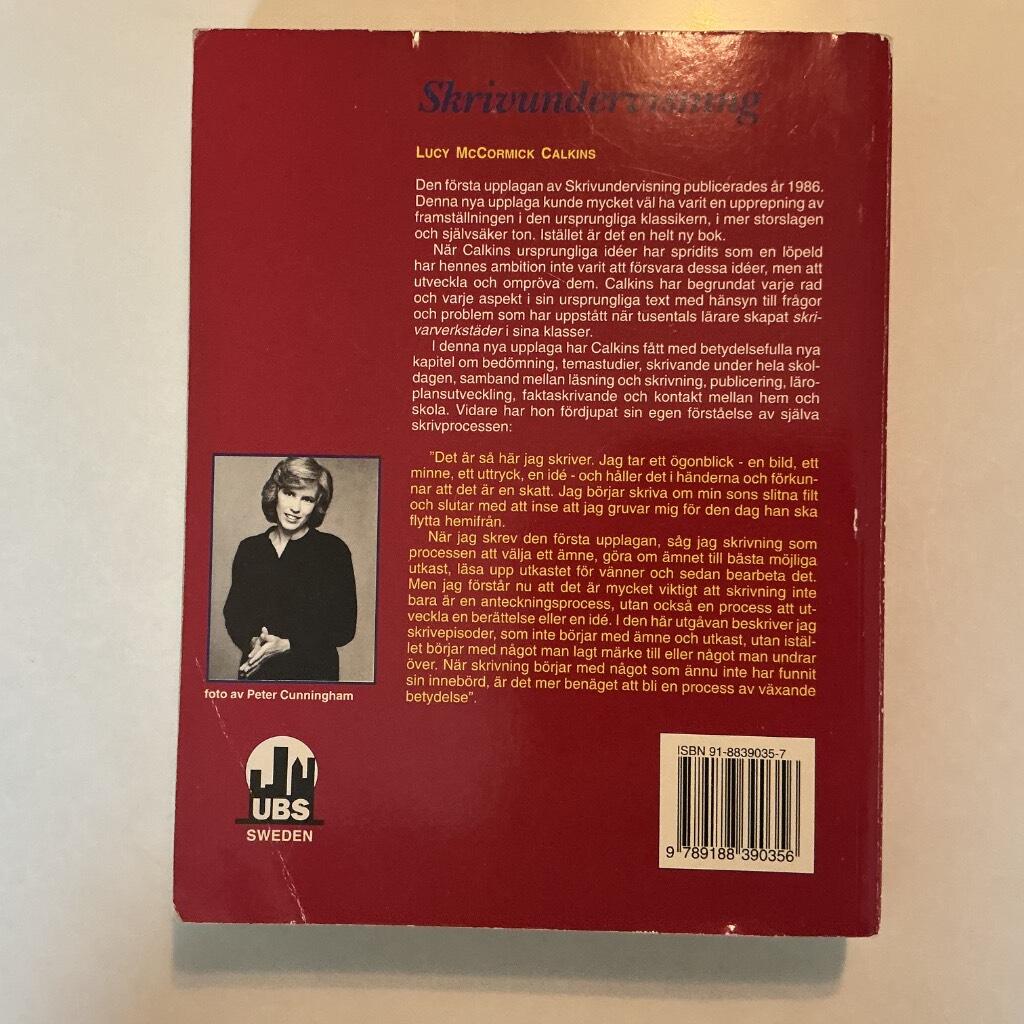 Skrivundervisning
LUCY MCCORMICK CALKINS
Den första upplagan av Skrivundervisning publicerades år 1986.
Denna nya upplaga kunde mycket väl ha varit en upprepning av
framställningen i den ursprungliga klassikern, i mer storslagen
och självsäker ton. Istället är det en helt ny bok.
När Calkins ursprungliga idéer har spridits som en löpeld
har hennes ambition inte varit att försvara dessa idéer, men att
utveckla och ompröva dem. Calkins har begrundat varje rad
och varje aspekt i sin ursprungliga text med hänsyn till frågor
och problem som har uppstått när tusentals lärare skapat skri-
varverkstäder i sina klasser.
I denna nya upplaga har Calkins fått med betydelsefulla nya
kapitel om bedömning, temastudier, skrivande under hela skol-
dagen, samband mellan läsning och skrivning, publicering, läro-
plansutveckling, faktaskrivande och kontakt mellan hem och
skola. Vidare har hon fördjupat sin egen förståelse av själva
skrivprocessen:
"Det är så här jag skriver. Jag tar ett ögonblick - en bild, ett
minne, ett uttryck, en idé - och håller det i händerna och förkun-
nar att det är en skatt. Jag börjar skriva om min sons slitna filt
och slutar med att inse att jag gruvar mig för den dag han ska
flytta hemifrån.
När jag skrev den första upplagan, såg jag skrivning som
processen att välja ett ämne, göra om ämnet till bästa möjliga
utkast, läsa upp utkastet för vänner och sedan bearbeta det.
Men jag förstår nu att det är mycket viktigt att skrivning inte
bara är en anteckningsprocess, utan också en process att ut-
veckla en berättelse eller en idé. I den här utgåvan beskriver jag
skrivepisoder, som inte börjar med ämne och utkast, utan istäl-
let börjar med något man lagt märke till eller något man undrar
över. När skrivning börjar med något som ännu inte har funnit
sin innebörd, är det mer benäget att bli en process av växande
betydelse".
foto av Peter Cunningham
UBS
SWEDEN
ISBN 91-8839035-7
9 789188 390356